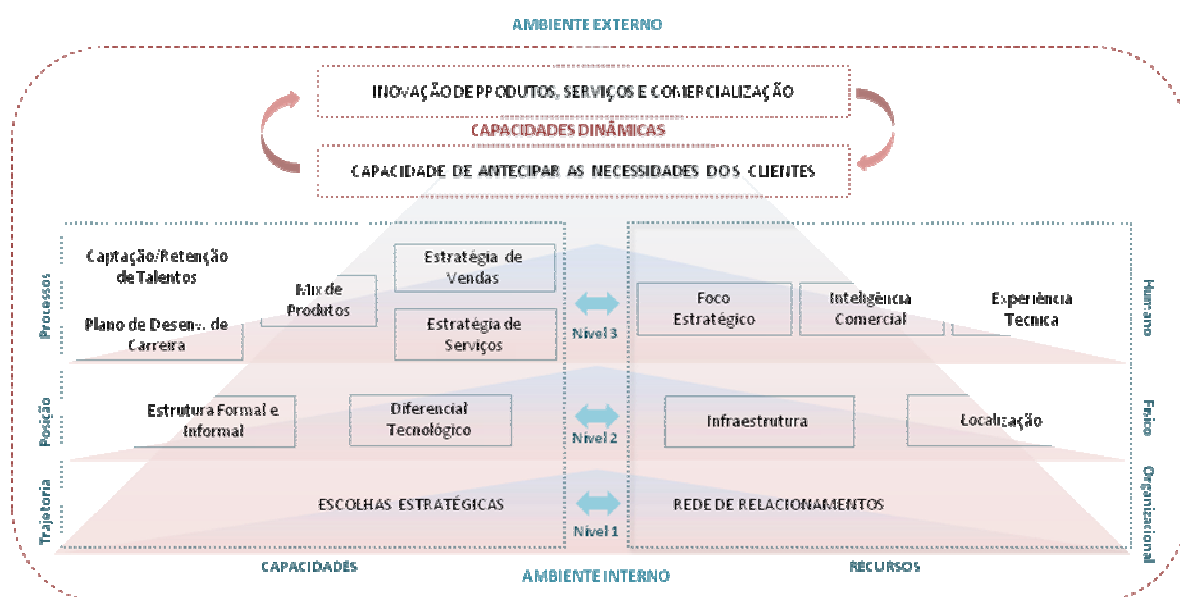 AMBIENTE EXTERNO
INOVAÇÃO DE PPODUTOS, SERVIÇOS E COMERCIALIZAÇÃO
CAPACIDADES DINÂMICAS
CAPACIDADE DE ANTECIPAR AS NECESSIDADES DOS CLIENTES
Processos
Captação/Retenção
de Talentos
Plano de Desenv. de
Carreira
Mix de
Produtos
Estratégia de
Vendas
Estratégia de
Serviços
Nível 3
Foco
Estratégico
Inteligência
Comercial
Experiência
Tecnica
Humano
Posição
Estrutura Formal e
Informal
Diferencial
Tecnológico
Nível 2
Infraestrutura
Localização
Físico
Trajetoria
ESCOLHAS ESTRATÉGICAS
Nível 1
REDE DE RELACIONAMENTOS
Organizacional
CAPACIDADES
AMBIENTE INTERNO
RECURSOS